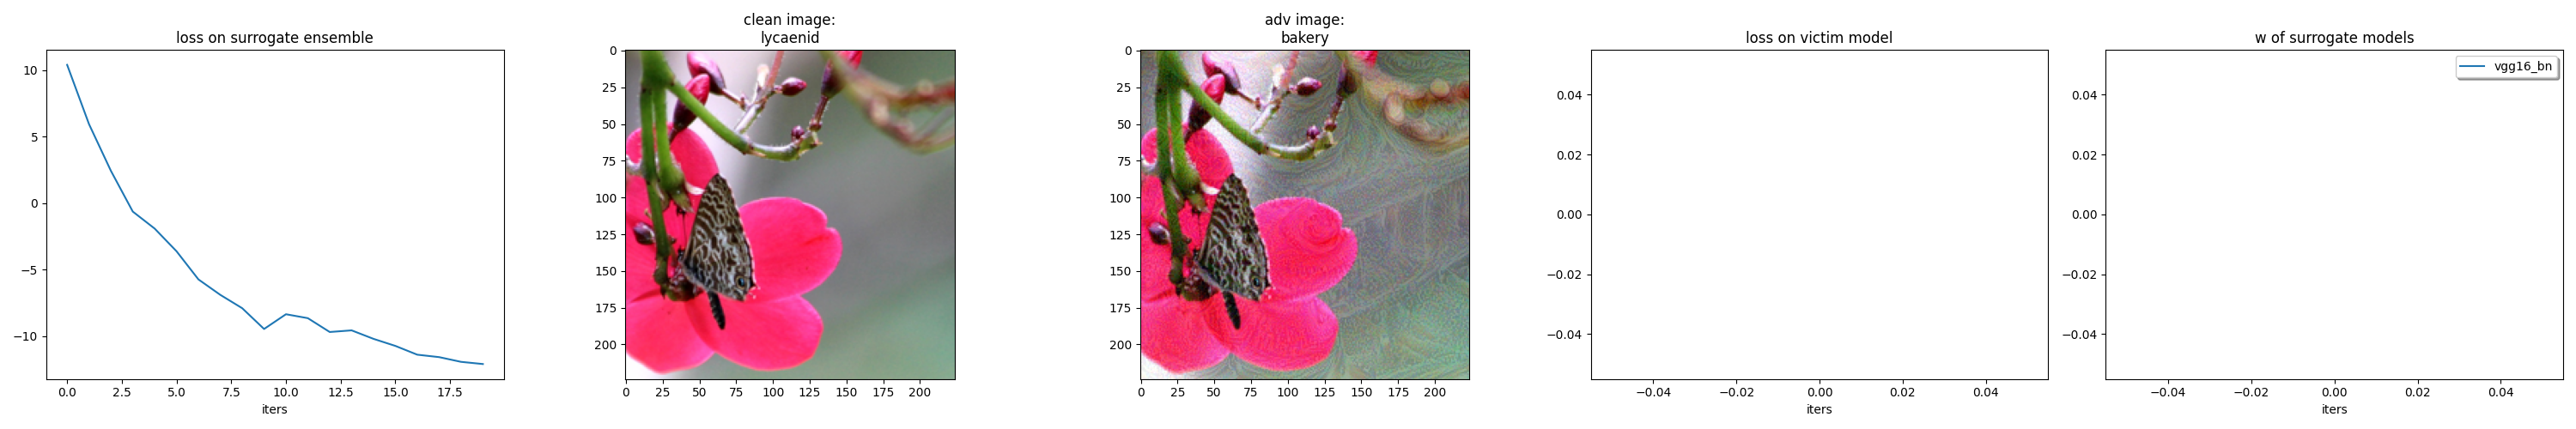 loss on surrogate ensemble
10
5
0
−5
−10
0.0 2.5 5.0 7.5 10.0 12.5 15.0 17.5
iters
clean image:
lycaenid
0
25
50
75
100
125
150
175
200
0 25 50 75 100 125 150 175 200
adv image:
bakery
0
25
50
75
100
125
150
175
200
0 25 50 75 100 125 150 175 200
loss on victim model
0.04
0.02
0.00
−0.02
−0.04
−0.04 −0.02 0.00 0.02 0.04
iters
w of surrogate models
vgg16_bn
0.04
0.02
0.00
−0.02
−0.04
−0.04 −0.02 0.00 0.02 0.04
iters